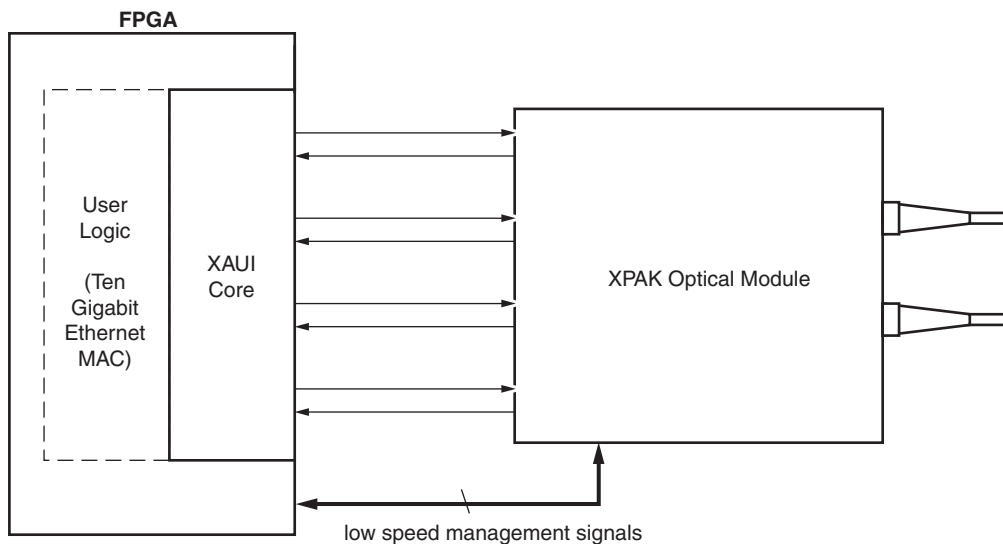 FPGA
User
Logic
(Ten
Gigabit
Ethernet
MAC)
XAUI
Core
XPAK Optical Module
low speed management signals